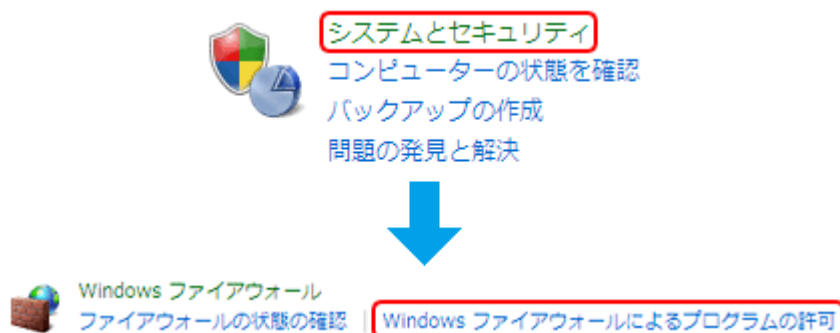 システムとセキュリティ
コンピューターの状態を確認
バックアップの作成
問題の発見と解決
Windows ファイアウォール
ファイアウォールの状態の確認 | Windows ファイアウォールによるプログラムの許可